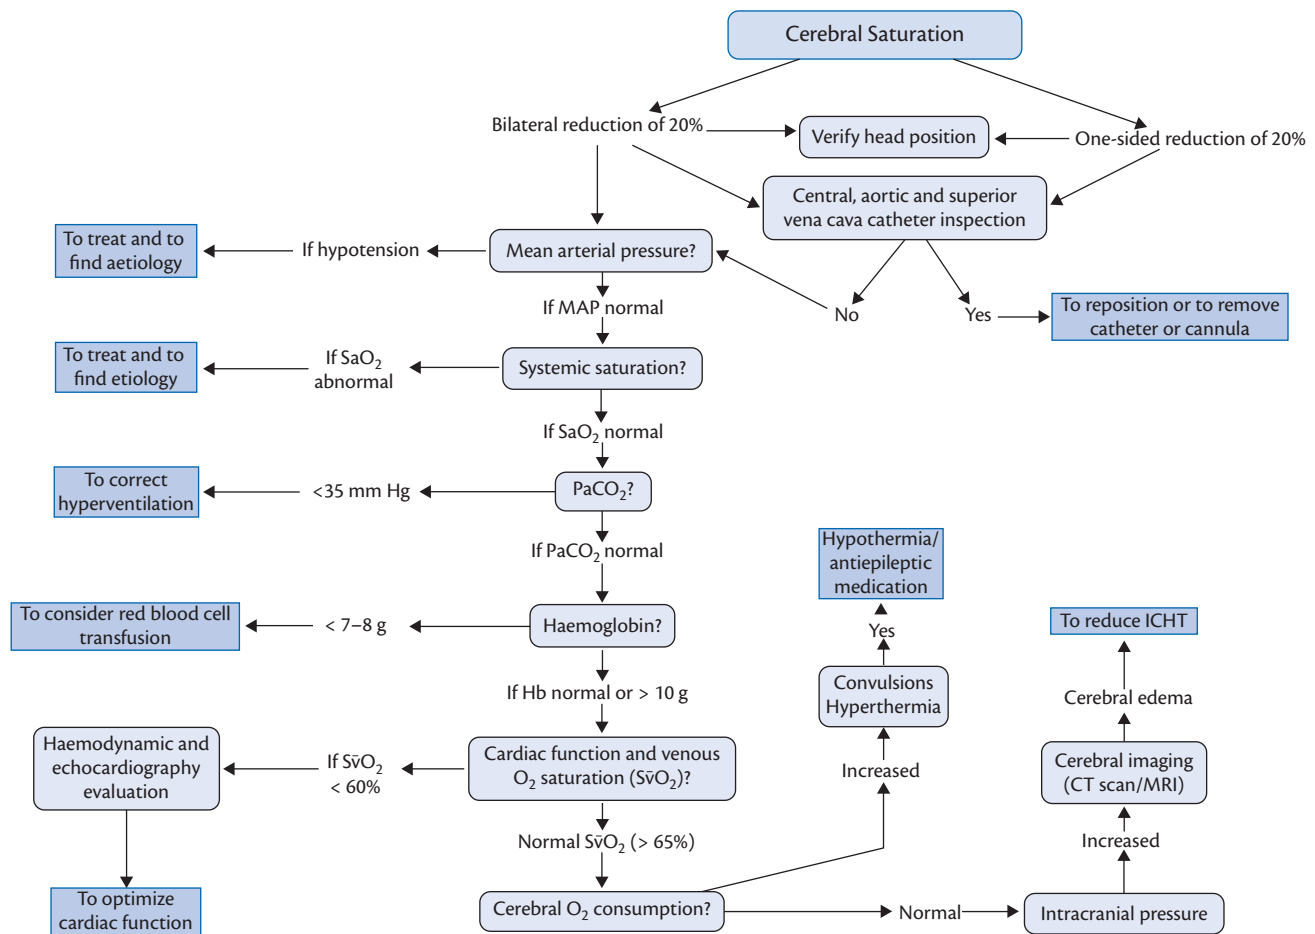 Cerebral Saturation
Bilateral reduction of 20%
Verify head position
One-sided reduction of 20%
Central, aortic and superior
vena cava catheter inspection
To treat and to
find aetiology
If hypotension
Mean arterial pressure?
If MAP normal
No
Yes
To reposition or to remove
catheter or cannula
To treat and to
find etiology
If SaO₂
abnormal
Systemic saturation?
If SaO₂ normal
To correct
hyperventilation
<35 mm Hg
PaCO₂?
If PaCO₂ normal
Hypothermia/
antiepileptic
medication
To consider red blood cell
transfusion
< 7–8 g
Haemoglobin?
Yes
To reduce ICHT
If Hb normal or > 10 g
Convulsions
Hyperthermia
Cerebral edema
Haemodynamic and
echocardiography
evaluation
If Sv̄O₂
< 60%
Cardiac function and venous
O₂ saturation (Sv̄O₂)?
Increased
Cerebral imaging
(CT scan/MRI)
Normal Sv̄O₂ (> 65%)
Increased
To optimize
cardiac function
Cerebral O₂ consumption?
Normal
Intracranial pressure